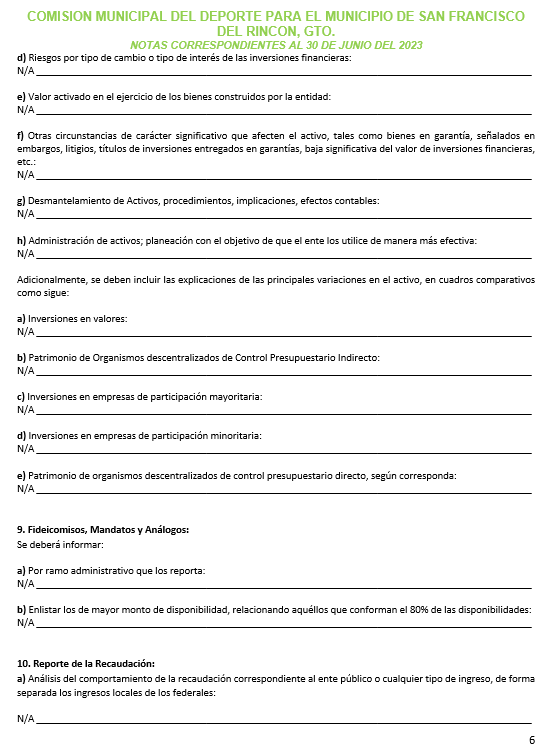 COMISION MUNICIPAL DEL DEPORTE PARA EL MUNICIPIO DE SAN FRANCISCO
DEL RINCON, GTO.
NOTAS CORRESPONDIENTES AL 30 DE JUNIO DEL 2023
d) Riesgos por tipo de cambio o tipo de interés de las inversiones financieras:
N/A
e) Valor activado en el ejercicio de los bienes construidos por la entidad:
N/A
f) Otras circunstancias de carácter significativo que afecten el activo, tales como bienes en garantía, señalados en
embargos, litigios, títulos de inversiones entregados en garantías, baja significativa del valor de inversiones financieras,
etc.:
N/A
g) Desmantelamiento de Activos, procedimientos, implicaciones, efectos contables:
N/A
h) Administración de activos; planeación con el objetivo de que el ente los utilice de manera más efectiva:
N/A
Adicionalmente, se deben incluir las explicaciones de las principales variaciones en el activo, en cuadros comparativos
como sigue:
a) Inversiones en valores:
N/A
b) Patrimonio de Organismos descentralizados de Control Presupuestario Indirecto:
N/A
c) Inversiones en empresas de participación mayoritaria:
N/A
d) Inversiones en empresas de participación minoritaria:
N/A
e) Patrimonio de organismos descentralizados de control presupuestario directo, según corresponda:
N/A
9. Fideicomisos, Mandatos y Análogos:
Se deberá informar:
a) Por ramo administrativo que los reporta:
N/A
b) Enlistar los de mayor monto de disponibilidad, relacionando aquéllos que conforman el 80% de las disponibilidades:
N/A
10. Reporte de la Recaudación:
a) Análisis del comportamiento de la recaudación correspondiente al ente público o cualquier tipo de ingreso, de forma
separada los ingresos locales de los federales:
N/A
6